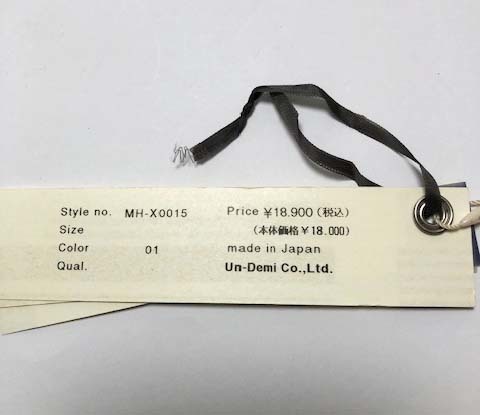 Style no. MH-X0015 Price ¥18.900(税込)
Size (本体価格¥18.000)
Color 01 made in Japan
Qual. Un-Demi Co.,Ltd.